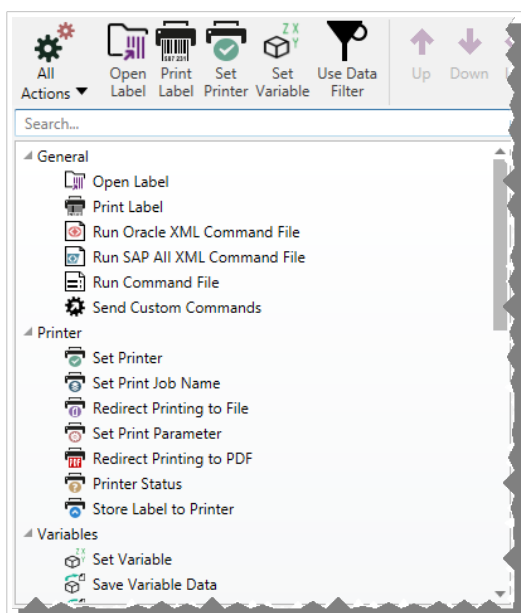 All
Actions
Open
Label
Print
Label
Set
Printer
Set
Variable
Use Data
Filter
Up
Down
Search...
General
Open Label
Print Label
Run Oracle XML Command File
Run SAP AII XML Command File
Run Command File
Send Custom Commands
Printer
Set Printer
Set Print Job Name
Redirect Printing to File
Set Print Parameter
Redirect Printing to PDF
Printer Status
Store Label to Printer
Variables
Set Variable
Save Variable Data